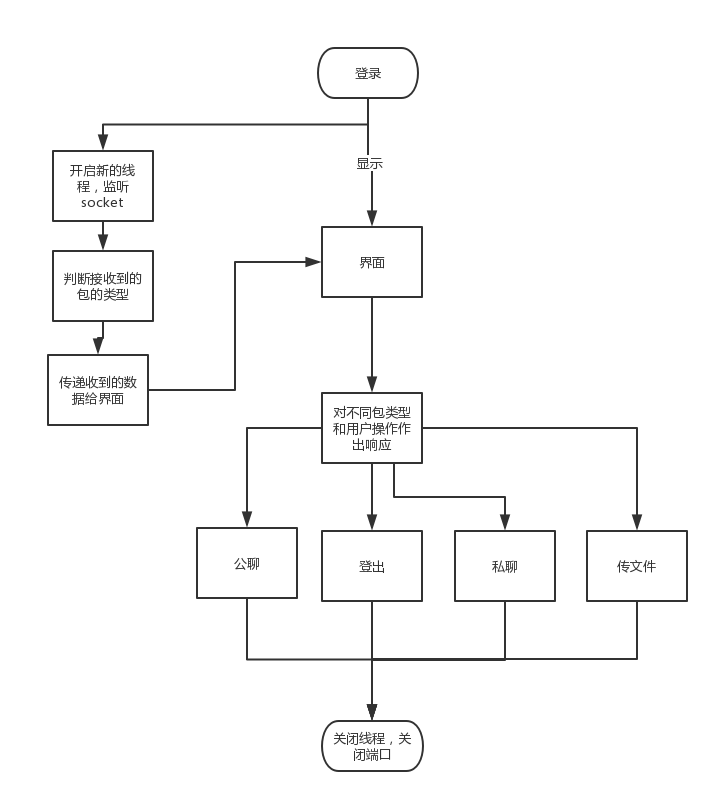 登录
显示
开启新的线
程，监听
socket
界面
判断接收到的
包的类型
传递收到的数
据给界面
对不同包类型
和用户操作作
出响应
公聊
登出
私聊
传文件
关闭线程，关
闭端口